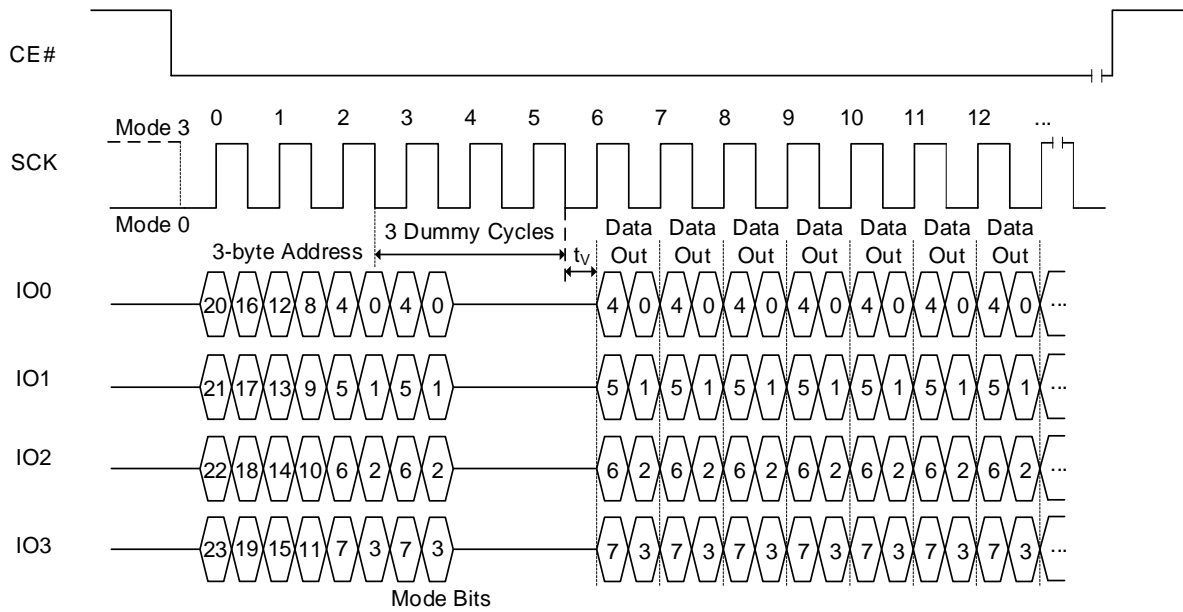 CE#
0 1 2 3 4 5 6 7 8 9 10 11 12 ...
Mode 3
SCK
Mode 0
3 Dummy Cycles
Data Data Data Data Data Data Data
3-byte Address
tV
Out Out Out Out Out Out Out
IO0 20 16 12 8 4 0 4 0 4 0 4 0 4 0 4 0 4 0 4 0 4 0 ...
IO1 21 17 13 9 5 1 5 1 5 1 5 1 5 1 5 1 5 1 5 1 5 1 ...
IO2 22 18 14 10 6 2 6 2 6 2 6 2 6 2 6 2 6 2 6 2 6 2 ...
IO3 23 19 15 11 7 3 7 3 7 3 7 3 7 3 7 3 7 3 7 3 7 3 ...
Mode Bits